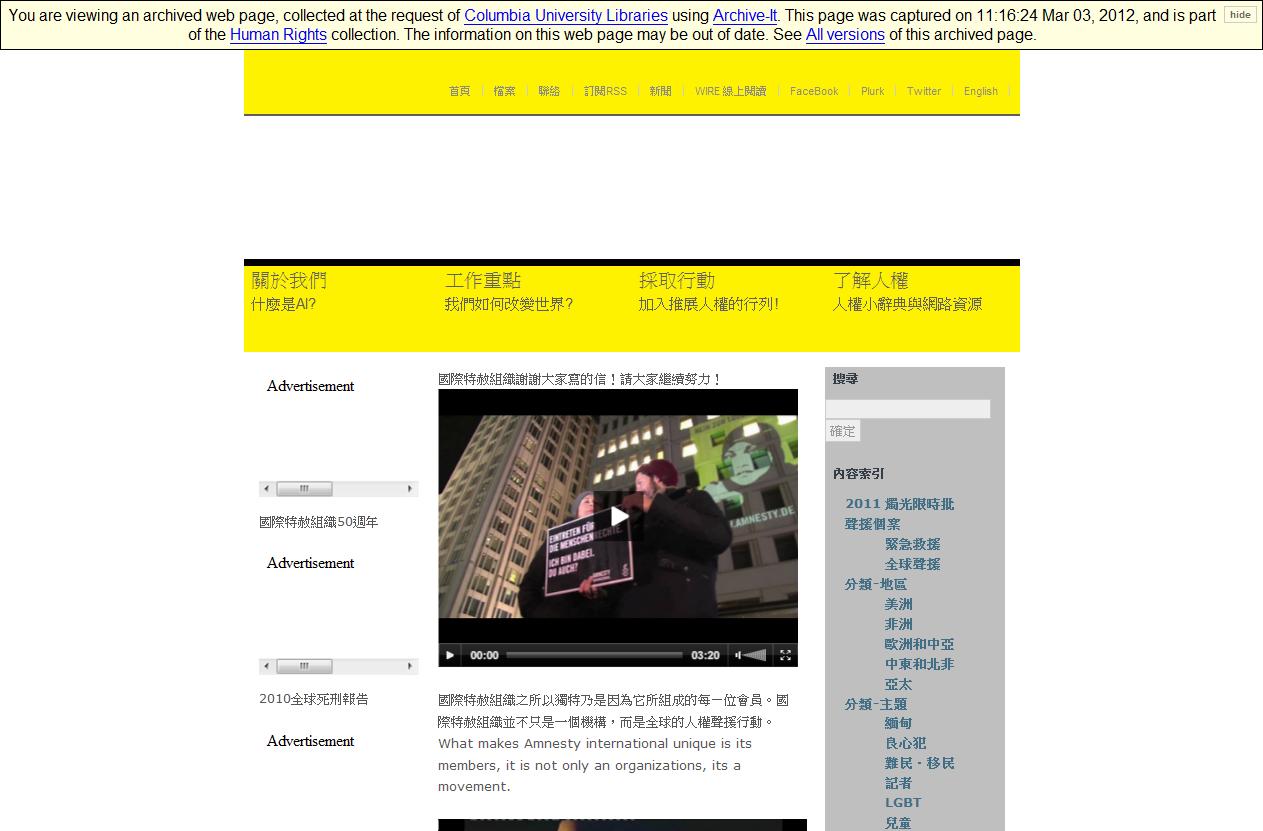 You are viewing an archived web page, collected at the request of Columbia University Libraries using Archive-It. This page was captured on 11:16:24 Mar 03, 2012, and is part
of the Human Rights collection. The information on this web page may be out of date. See All versions of this archived page.
hide
首頁 檔案 聯絡 訂閱RSS 新聞 WIRE 線上閱讀 FaceBook Plurk Twitter English
關於我們
什麼是AI?
工作重點
我們如何改變世界?
採取行動
加入推展人權的行列!
了解人權
人權小辭典與網路資源
Advertisement
國際特赦組織50週年
Advertisement
2010全球死刑報告
Advertisement
國際特赦組織謝謝大家寫的信！請大家繼續努力！
EINTRETEN FÜR
DIE MENSCHENRECHTE.
ICH BIN DABEI.
DU AUCH?
AMNESTY
.AMNESTY.DE
00:00 03:20
國際特赦組織之所以獨特乃是因為它所組成的每一位會員。國
際特赦組織並不只是一個機構，而是全球的人權聲援行動。
What makes Amnesty international unique is its
members, it is not only an organizations, its a
movement.
搜尋
確定
內容索引
2011 燭光限時批
聲援個案
緊急救援
全球聲援
分類-地區
美洲
非洲
歐洲和中亞
中東和北非
亞太
分類-主題
緬甸
良心犯
難民‧移民
記者
LGBT
兒童